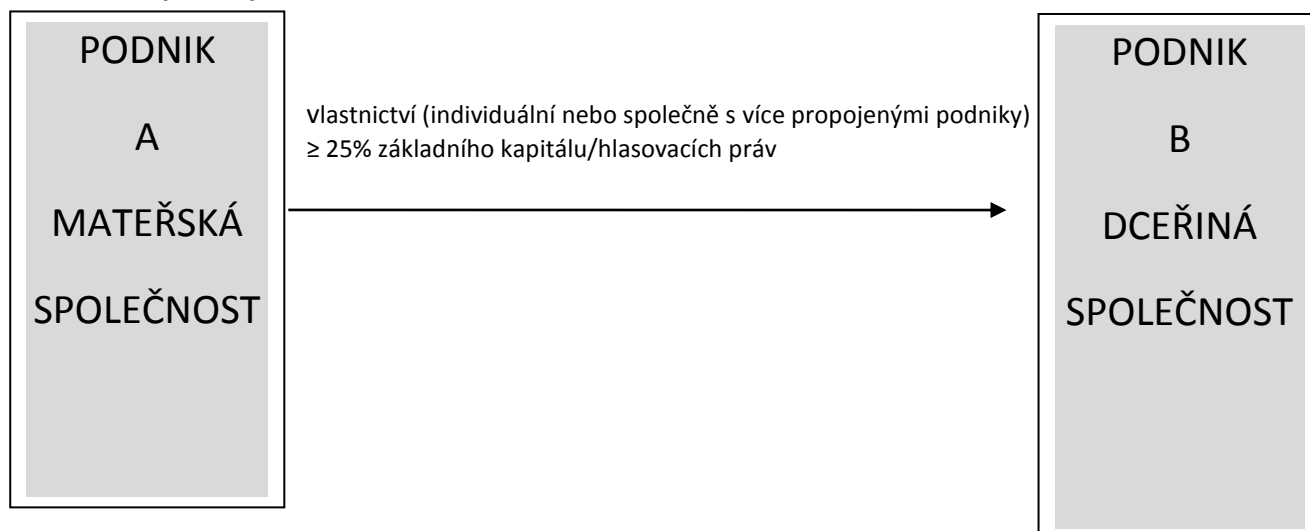 PODNIK
A
MATEŘSKÁ
SPOLEČNOST
vlastnictví (individuální nebo společně s více propojenými podniky)
≥ 25% základního kapitálu/hlasovacích práv
PODNIK
B
DCEŘINÁ
SPOLEČNOST